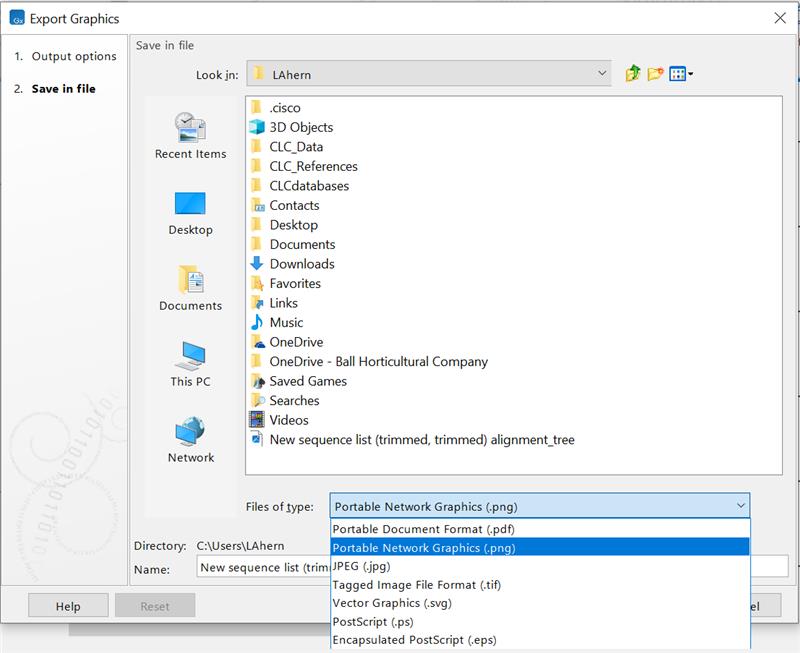 Gx Export Graphics
1. Output options
2. Save in file
Save in file
Look in: LAhern
Recent Items
Desktop
Documents
This PC
Network
.cisco
3D Objects
CLC_Data
CLC_References
CLCdatabases
Contacts
Desktop
Documents
Downloads
Favorites
Links
Music
OneDrive
OneDrive - Ball Horticultural Company
Saved Games
Searches
Videos
New sequence list (trimmed, trimmed) alignment_tree
Files of type: Portable Network Graphics (.png)
Portable Document Format (.pdf)
Portable Network Graphics (.png)
JPEG (.jpg)
Tagged Image File Format (.tif)
Vector Graphics (.svg)
PostScript (.ps)
Encapsulated PostScript (.eps)
Directory: C:\Users\LAhern
Name: New sequence list (trim
Help
Reset